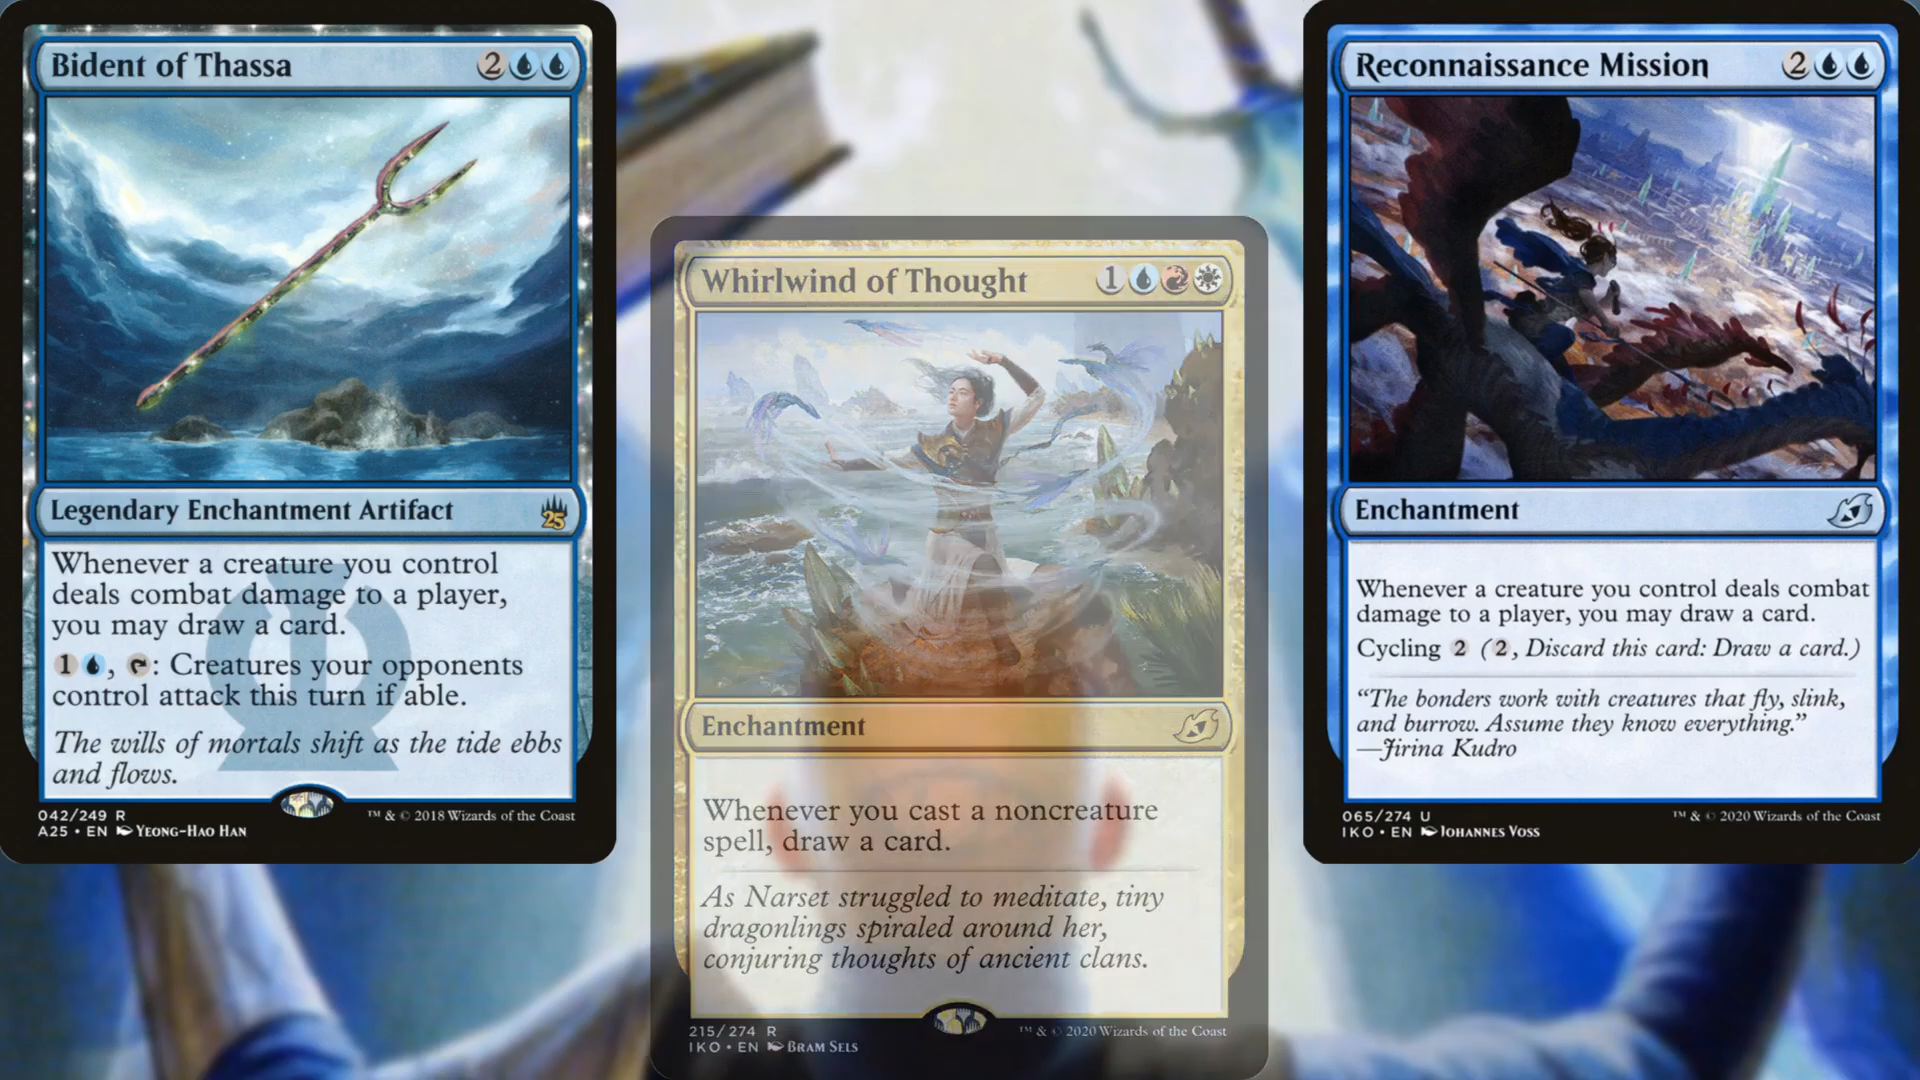 Bident of Thassa 2
Legendary Enchantment Artifact
25
Whenever a creature you control
deals combat damage to a player,
you may draw a card.
1, : Creatures your opponents
control attack this turn if able.
The wills of mortals shift as the tide ebbs
and flows.
042/249 R
A25 • EN Yeong-Hao Han
™ & © 2018 Wizards of the Coast
Whirlwind of Thought 1
Enchantment
Whenever you cast a noncreature
spell, draw a card.
As Narset struggled to meditate, tiny
dragonlings spiraled around her,
conjuring thoughts of ancient clans.
215/274 R
IKO • EN Bram Sels
™ & © 2020 Wizards of the Coast
Reconnaissance Mission 2
Enchantment
Whenever a creature you control deals combat
damage to a player, you may draw a card.
Cycling 2 (2, Discard this card: Draw a card.)
“The bonders work with creatures that fly, slink,
and burrow. Assume they know everything.”
—Jirina Kudro
065/274 U
IKO • EN Johannes Voss
™ & © 2020 Wizards of the Coast